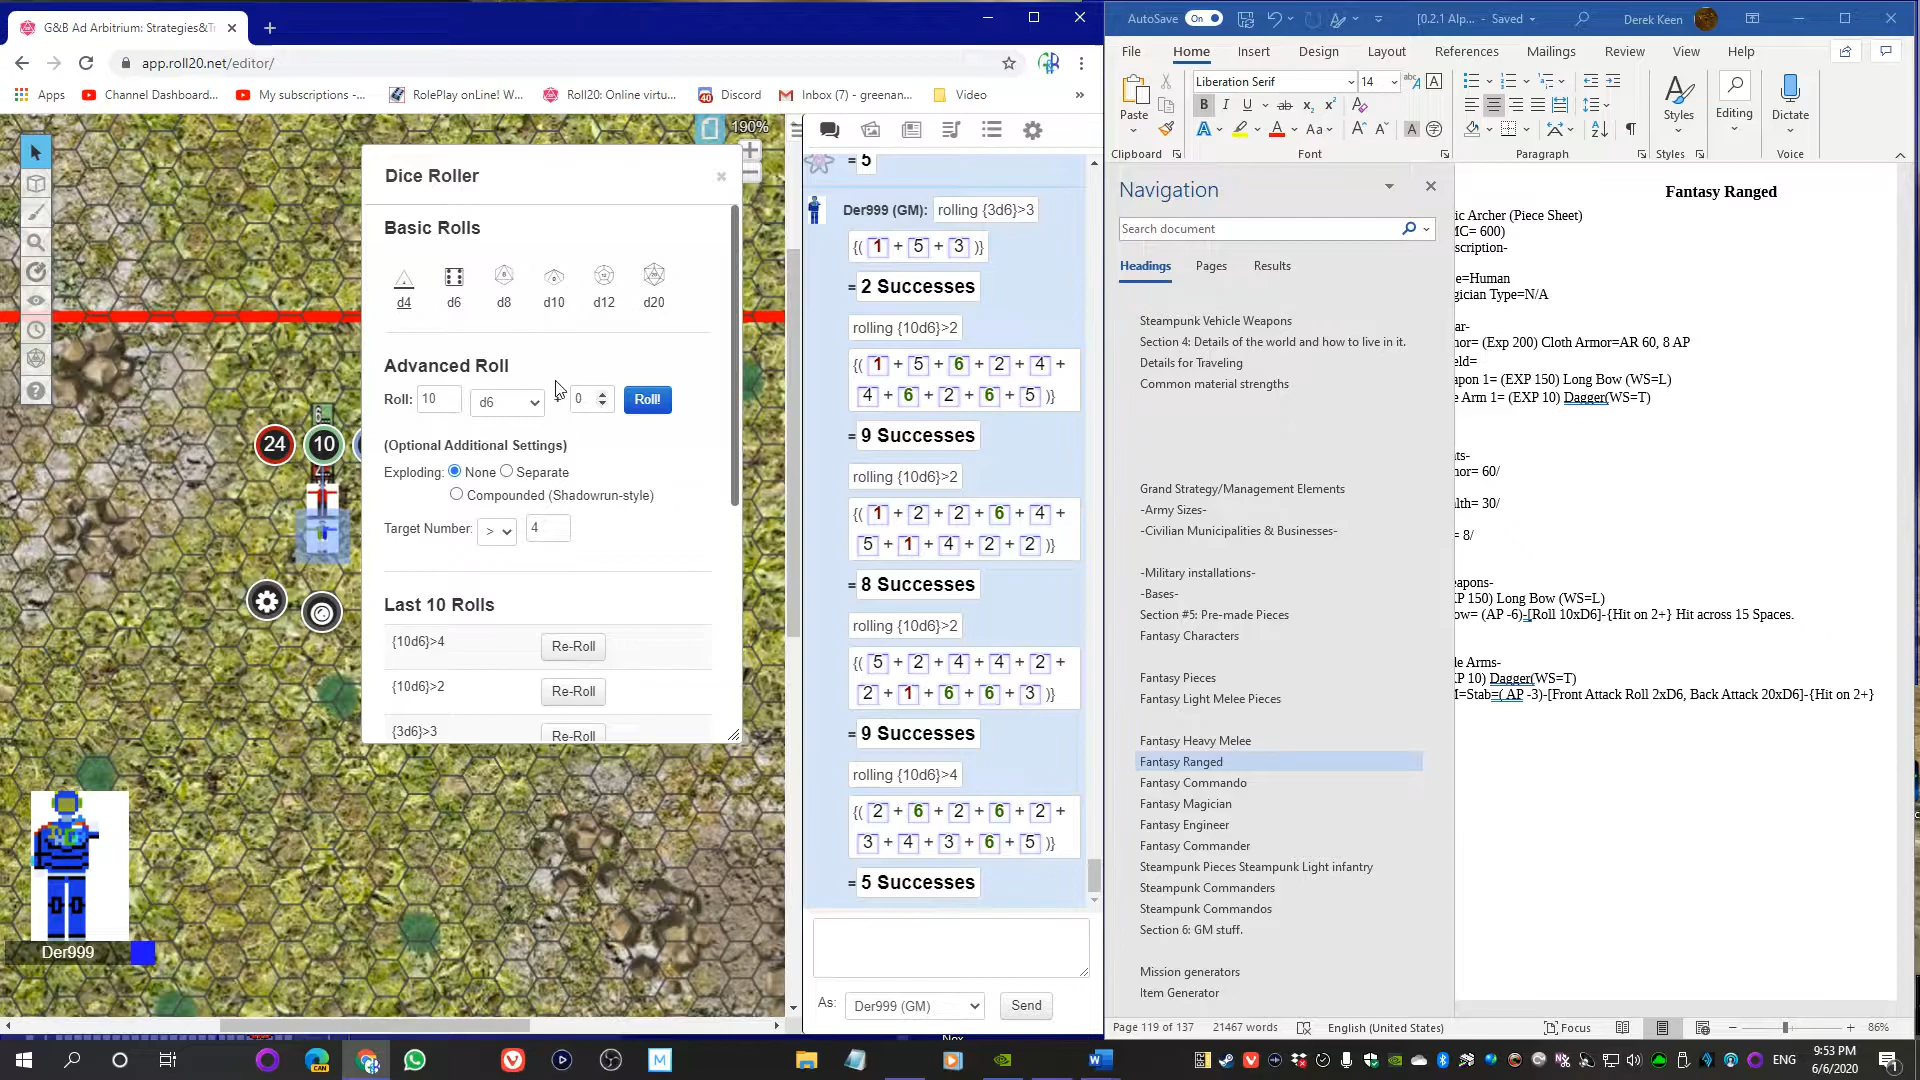 G&B Ad Arbitrium: Strategies&Tr
app.roll20.net/editor/
Apps
Channel Dashboard...
My subscriptions -...
RolePlay onLine! W...
Roll20: Online virtu...
Discord
Inbox (7) - greenan...
Video
»
190%
Dice Roller
Basic Rolls
d4 d6 d8 d10 d12 d20
Advanced Roll
Roll: 10 d6 + 0 Roll!
(Optional Additional Settings)
Exploding: None Separate
Compounded (Shadowrun-style)
Target Number: > 4
Last 10 Rolls
{10d6}>4 Re-Roll
{10d6}>2 Re-Roll
{3d6}>3 Re-Roll
24 10
Der999
= 5
Der999 (GM): rolling {3d6}>3
{( 1 + 5 + 3 )}
= 2 Successes
rolling {10d6}>2
{( 1 + 5 + 6 + 2 + 4 +
4 + 6 + 2 + 6 + 5 )}
= 9 Successes
rolling {10d6}>2
{( 1 + 2 + 2 + 6 + 4 +
5 + 1 + 4 + 2 + 2 )}
= 8 Successes
rolling {10d6}>2
{( 5 + 2 + 4 + 4 + 2 +
2 + 1 + 6 + 6 + 3 )}
= 9 Successes
rolling {10d6}>4
{( 2 + 6 + 2 + 6 + 2 +
3 + 4 + 3 + 6 + 5 )}
= 5 Successes
As: Der999 (GM) Send
AutoSave On [0.2.1 Alp... - Saved Derek Keen
File Home Insert Design Layout References Mailings Review View Help
Liberation Serif 14
Paste
Styles
Editing
Dictate
Clipboard Font Paragraph Styles Voice
Navigation
Search document
Headings Pages Results
Steampunk Vehicle Weapons
Section 4: Details of the world and how to live in it.
Details for Traveling
Common material strengths
Grand Strategy/Management Elements
-Army Sizes-
-Civilian Municipalities & Businesses-
-Military installations-
-Bases-
Section #5: Pre-made Pieces
Fantasy Characters
Fantasy Pieces
Fantasy Light Melee Pieces
Fantasy Heavy Melee
Fantasy Ranged
Fantasy Commando
Fantasy Magician
Fantasy Engineer
Fantasy Commander
Steampunk Pieces Steampunk Light infantry
Steampunk Commanders
Steampunk Commandos
Section 6: GM stuff.
Mission generators
Item Generator
Fantasy Ranged
ic Archer (Piece Sheet)
MC= 600)
scription-
e=Human
gician Type=N/A
ar-
nor= (Exp 200) Cloth Armor=AR 60, 8 AP
eld=
apon 1= (EXP 150) Long Bow (WS=L)
e Arm 1= (EXP 10) Dagger(WS=T)
nts-
nor= 60/
lth= 30/
= 8/
eapons-
XP 150) Long Bow (WS=L)
ow= (AP -6)-[Roll 10xD6]-{Hit on 2+} Hit across 15 Spaces.
le Arms-
P 10) Dagger(WS=T)
M=Stab=( AP -3)-[Front Attack Roll 2xD6, Back Attack 20xD6]-{Hit on 2+}
Page 119 of 137 21467 words English (United States) Focus 86%
ENG
9:53 PM
6/6/2020